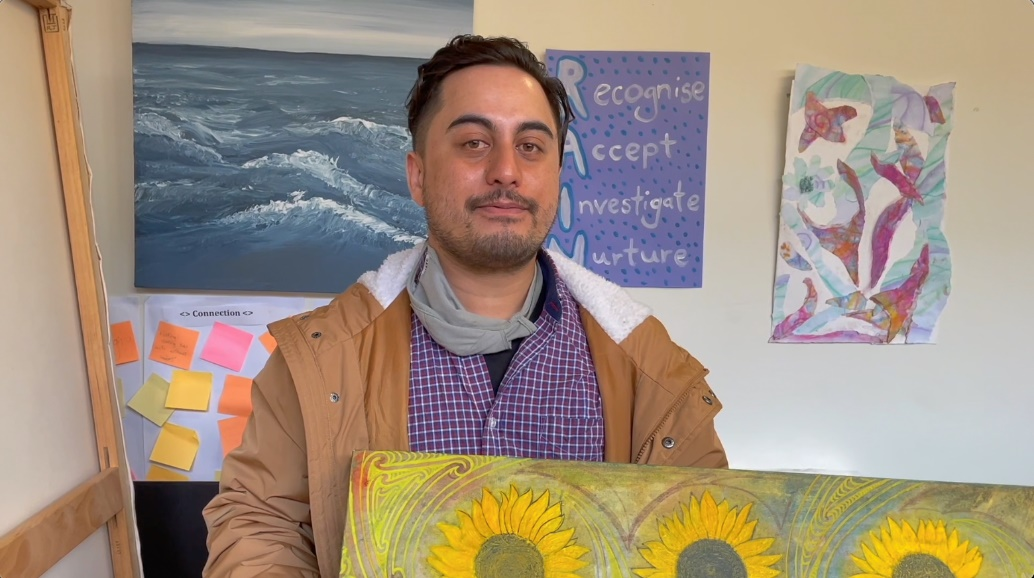 Recognise
Accept
Investigate
Nurture
<> Connection <>